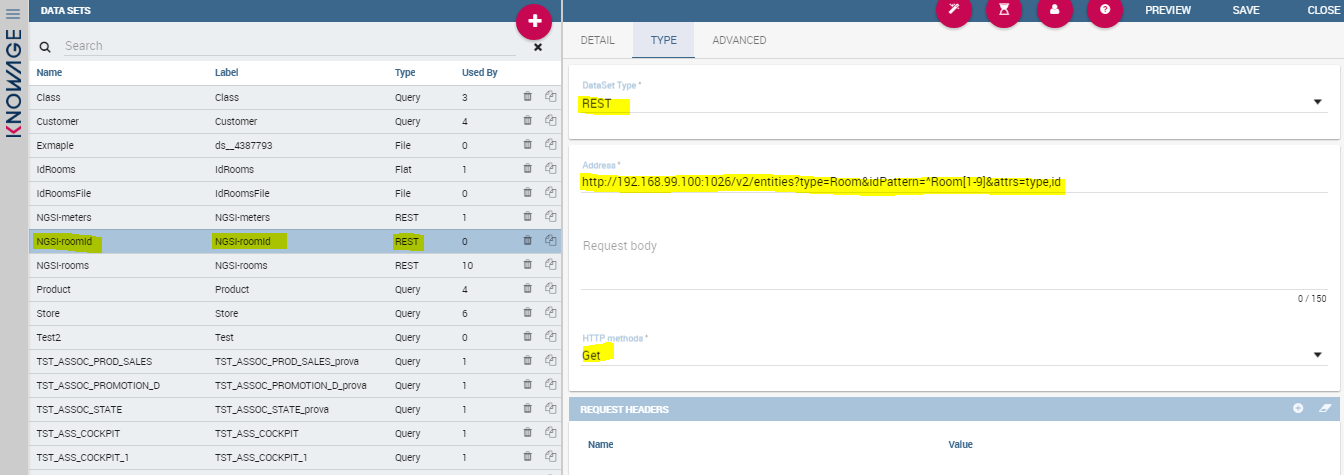 KNOWAGE
DATA SETS
Search
Name Label Type Used By
Class Class Query 3
Customer Customer Query 4
Exmaple ds__4387793 File 0
IdRooms IdRooms Flat 1
IdRoomsFile IdRoomsFile File 0
NGSI-meters NGSI-meters REST 1
NGSI-roomId NGSI-roomId REST 0
NGSI-rooms NGSI-rooms REST 10
Product Product Query 4
Store Store Query 6
Test2 Test Query 0
TST_ASSOC_PROD_SALES TST_ASSOC_PROD_SALES_prova Query 1
TST_ASSOC_PROMOTION_D TST_ASSOC_PROMOTION_D_prova Query 1
TST_ASSOC_STATE TST_ASSOC_STATE_prova Query 1
TST_ASS_COCKPIT TST_ASS_COCKPIT Query 1
TST_ASS_COCKPIT_1 TST_ASS_COCKPIT_1 Query 1
PREVIEW SAVE CLOSE
DETAIL TYPE ADVANCED
DataSet Type *
REST
Address *
http://192.168.99.100:1026/v2/entities?type=Room&idPattern=^Room[1-9]&attrs=type,id
Request body
0 / 150
HTTP methods *
Get
REQUEST HEADERS
Name Value